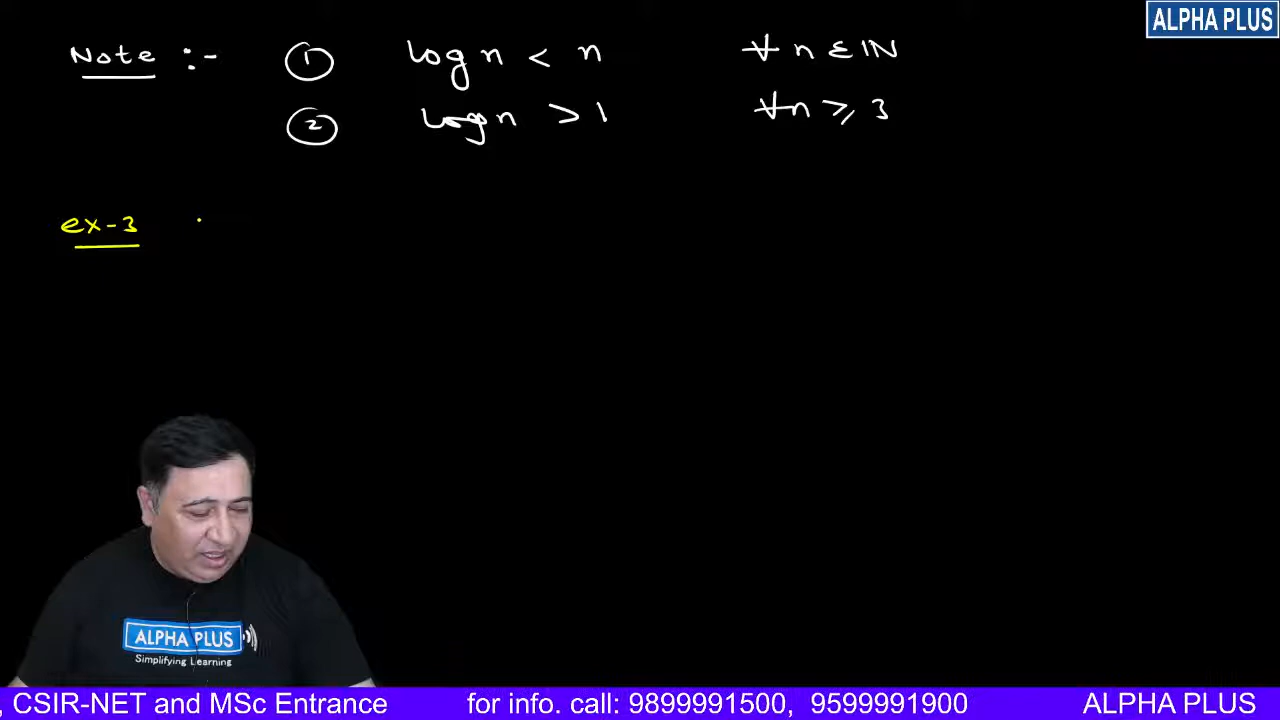 ALPHA PLUS
Note :- ① log n < n ∀ n ∈ IN
② log n > 1 ∀ n ⩾ 3
ex-3
ALPHA PLUS
Simplifying Learning
, CSIR-NET and MSc Entrance for info. call: 9899991500, 9599991900 ALPHA PLUS